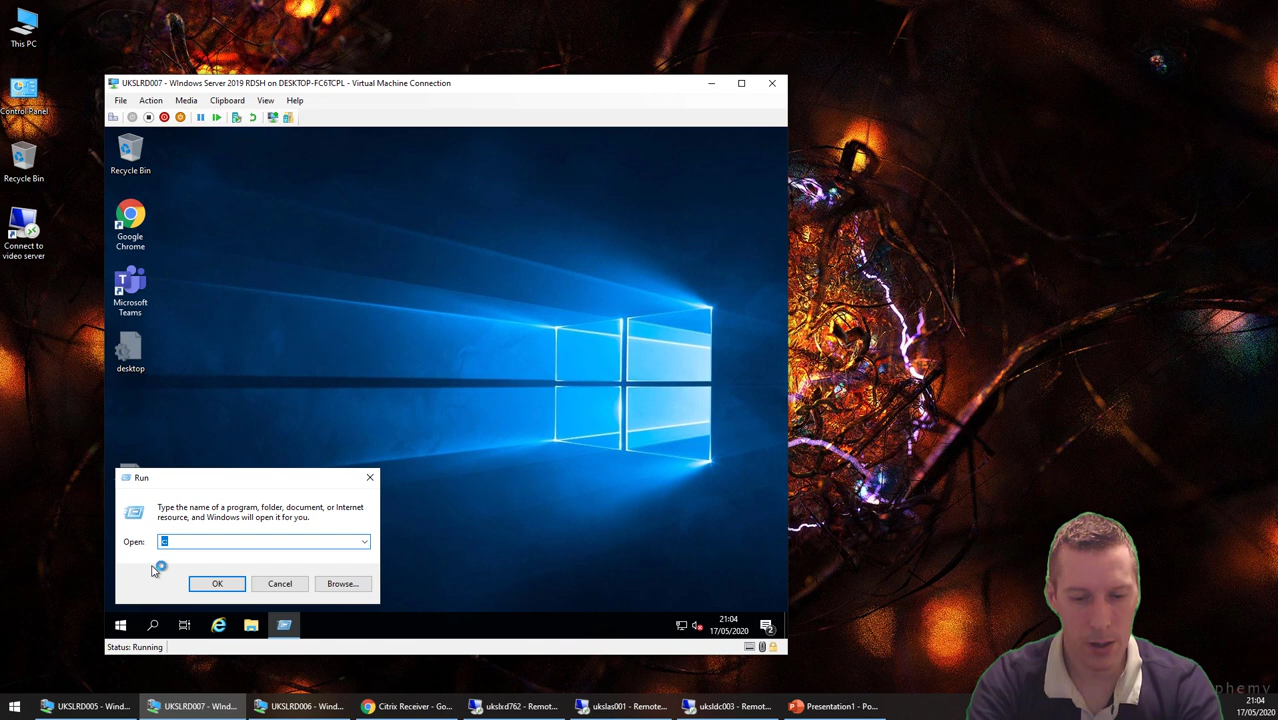 This PC
Control Panel
Recycle Bin
Connect to
video server
UKSLRD007 - WIndows Server 2019 RDSH on DESKTOP-FC6TCPL - Virtual Machine Connection
File Action Media Clipboard View Help
Recycle Bin
Google
Chrome
Microsoft
Teams
desktop
Run
Type the name of a program, folder, document, or Internet
resource, and Windows will open it for you.
Open: c:
OK Cancel Browse...
21:04
17/05/2020
2
Status: Running
UKSLRD005 - Wind...
UKSLRD007 - WInd...
UKSLRD006 - Wind...
Citrix Receiver - Go...
ukslxd762 - Remot...
ukslas001 - Remote...
uksldc003 - Remot...
Presentation1 - Po...
phemy
21:04
17/05/2020